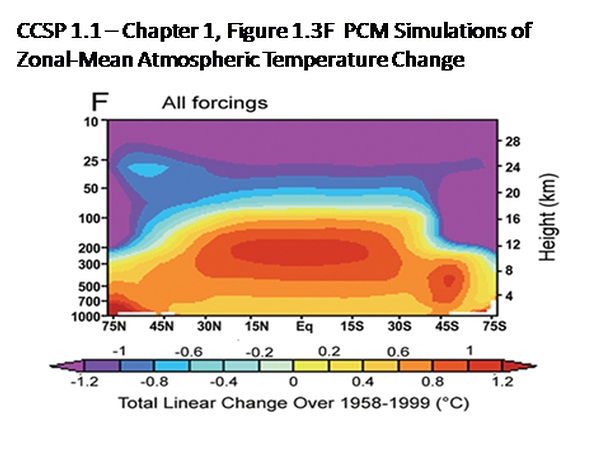 CCSP 1.1 – Chapter 1, Figure 1.3F PCM Simulations of
Zonal-Mean Atmospheric Temperature Change
F All forcings
10
25
50
100
200
300
500
700
1000
28
24
20
16
12
8
4
Height (km)
75N 45N 30N 15N Eq 15S 30S 45S 75S
-1 -0.6 -0.2 0.2 0.6 1
-1.2 -0.8 -0.4 0 0.4 0.8 1.2
Total Linear Change Over 1958-1999 (°C)